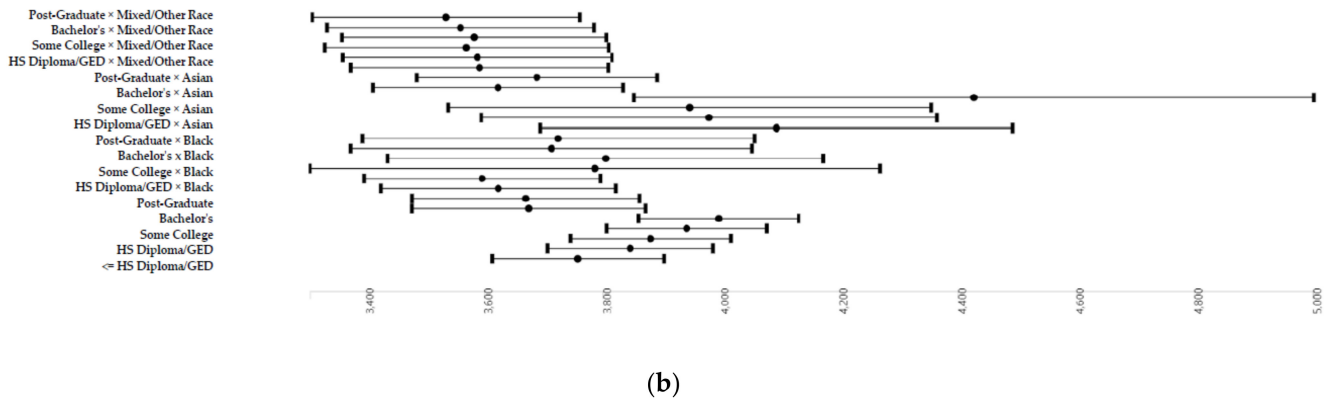 Post-Graduate × Mixed/Other Race
Bachelor's × Mixed/Other Race
Some College × Mixed/Other Race
HS Diploma/GED × Mixed/Other Race
Post-Graduate × Asian
Bachelor's × Asian
Some College × Asian
HS Diploma/GED × Asian
Post-Graduate × Black
Bachelor's x Black
Some College × Black
HS Diploma/GED × Black
Post-Graduate
Bachelor's
Some College
HS Diploma/GED
<= HS Diploma/GED
3,400
3,600
3,800
4,000
4,200
4,400
4,600
4,800
5,000
(b)